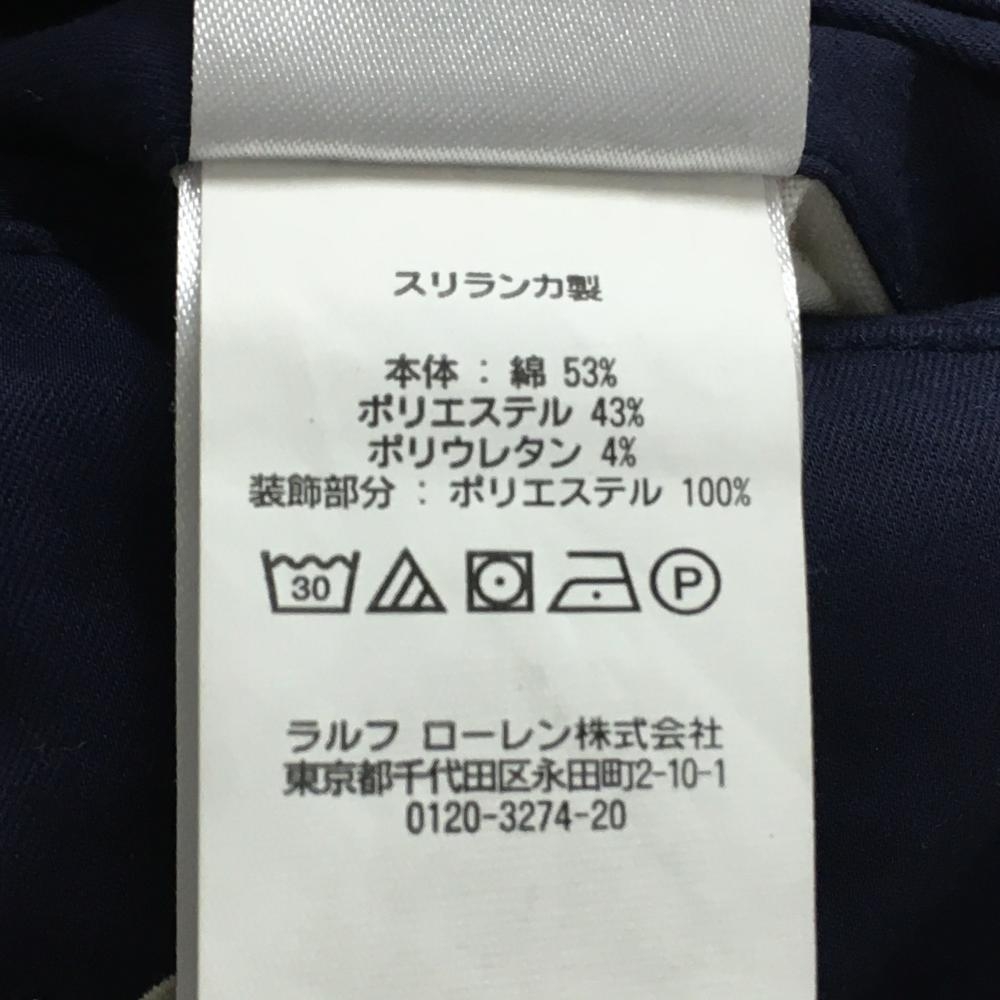 スリランカ製
本体 : 綿 53%
ポリエステル 43%
ポリウレタン 4%
装飾部分 : ポリエステル 100%
30 P
ラルフ ローレン株式会社
東京都千代田区永田町2-10-1
0120-3274-20